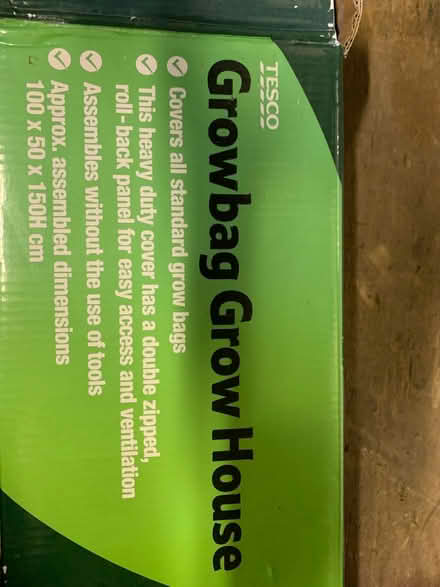 TESCO
Growbag Grow House
Covers all standard grow bags
This heavy duty cover has a double zipped,
roll-back panel for easy access and ventilation
Assembles without the use of tools
Approx. assembled dimensions
100 x 50 x 150H cm